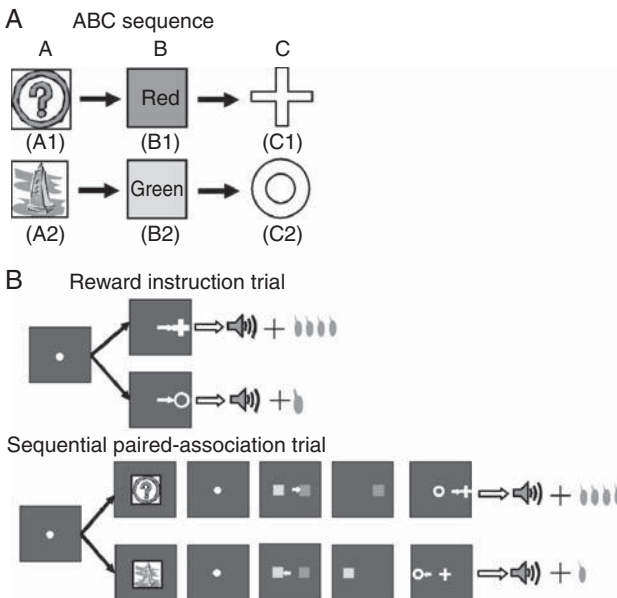 A ABC sequence
A B C
? Red
(A1) (B1) (C1)
Green
(A2) (B2) (C2)
B Reward instruction trial
+
+
Sequential paired-association trial
? +
+